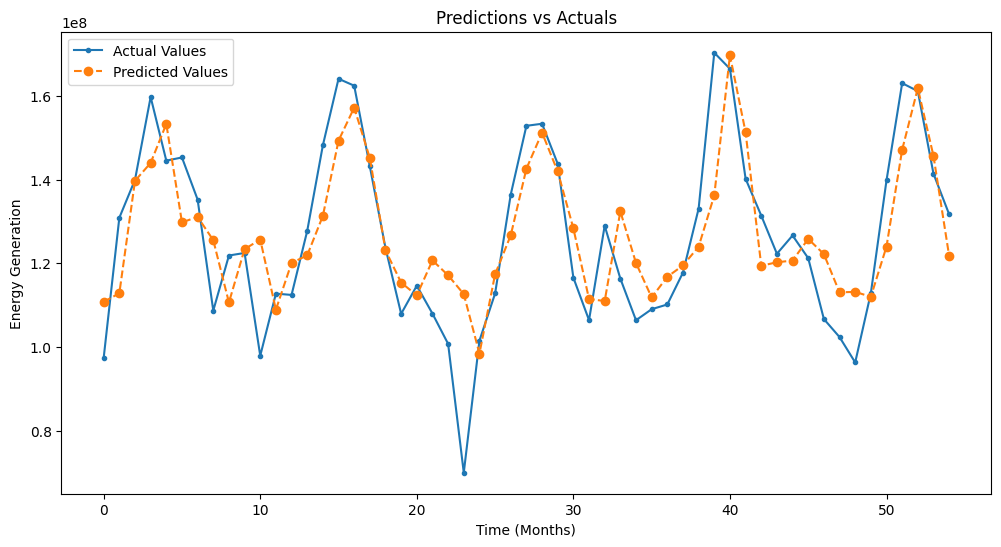 Predictions vs Actuals
1e8
Actual Values
Predicted Values
1.6
1.4
1.2
1.0
0.8
Energy Generation
0 10 20 30 40 50
Time (Months)